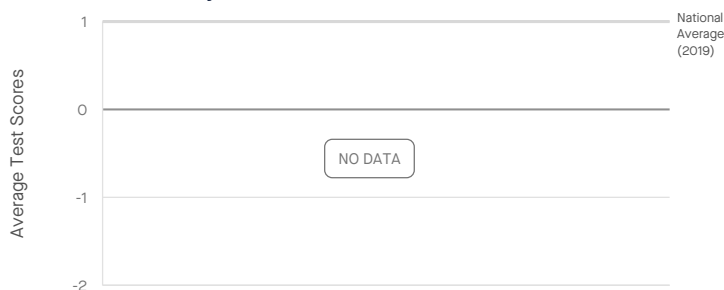 1
National
Average
(2019)
0
Average Test Scores
NO DATA
-1
-2